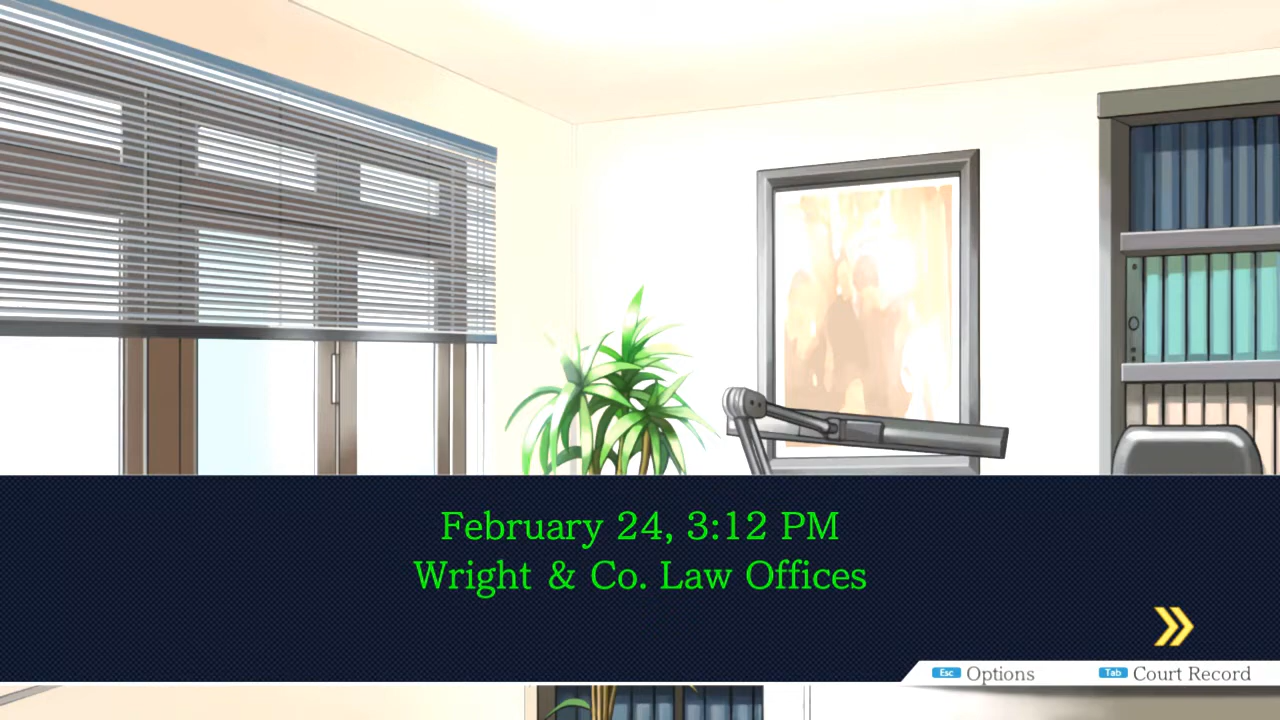 February 24, 3:12 PM
Wright & Co. Law Offices
Esc Options Tab Court Record